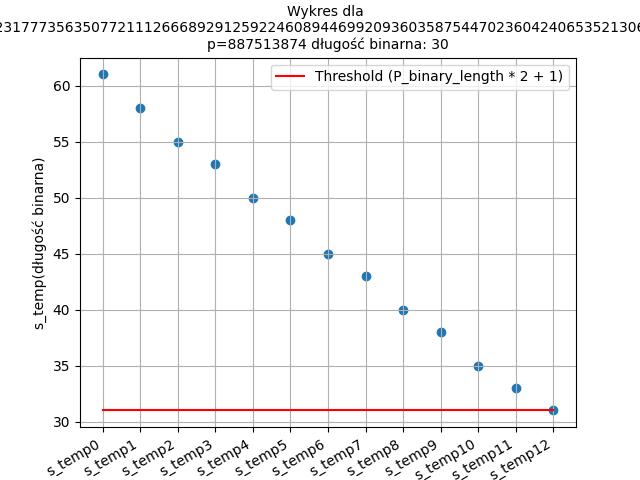 Wykres dla
p=887513874 długość binarna: 30
Threshold (P_binary_length * 2 + 1)
s_temp(długość binarna)
60
55
50
45
40
35
30
s_temp0
s_temp1
s_temp2
s_temp3
s_temp4
s_temp5
s_temp6
s_temp7
s_temp8
s_temp9
s_temp10
s_temp11
s_temp12